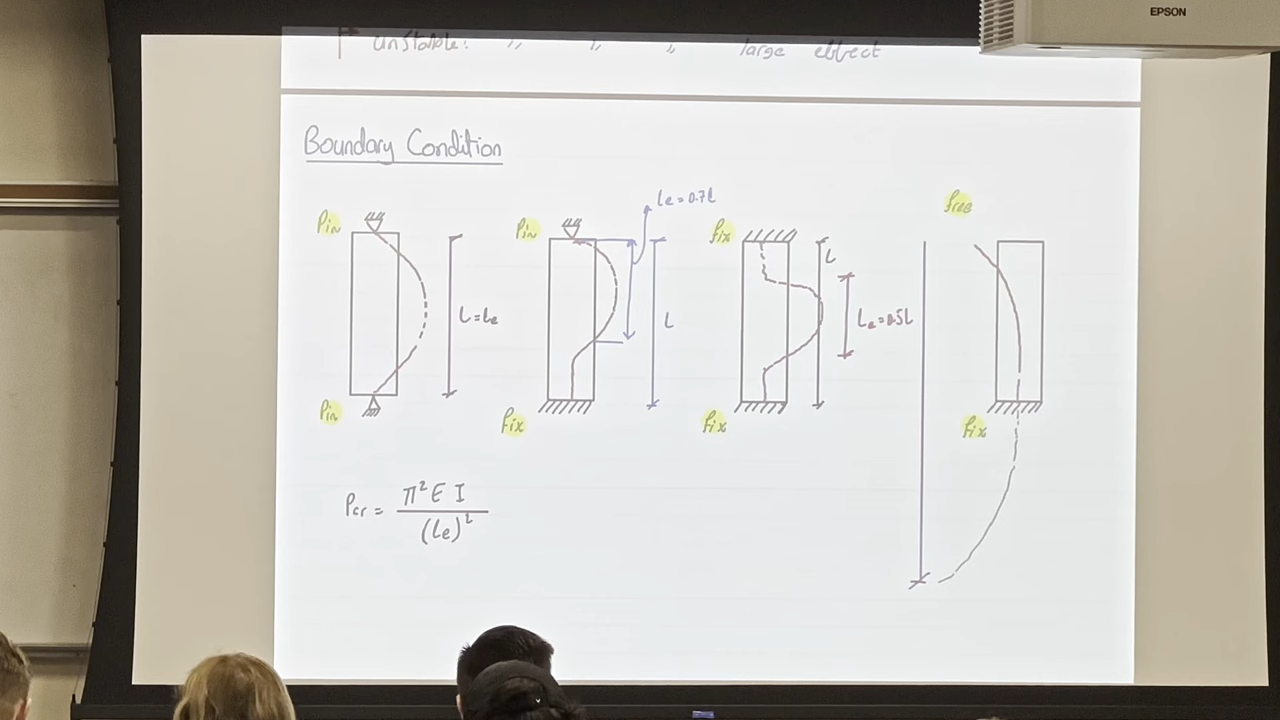 EPSON
unstable: " " " large effect
Boundary Condition
le = 0.7l
free
Pin
Pin
fix
L
L = le
L
Le = 0.5L
Pin
fix
fix
fix
Pcr = π² E I / (le)²